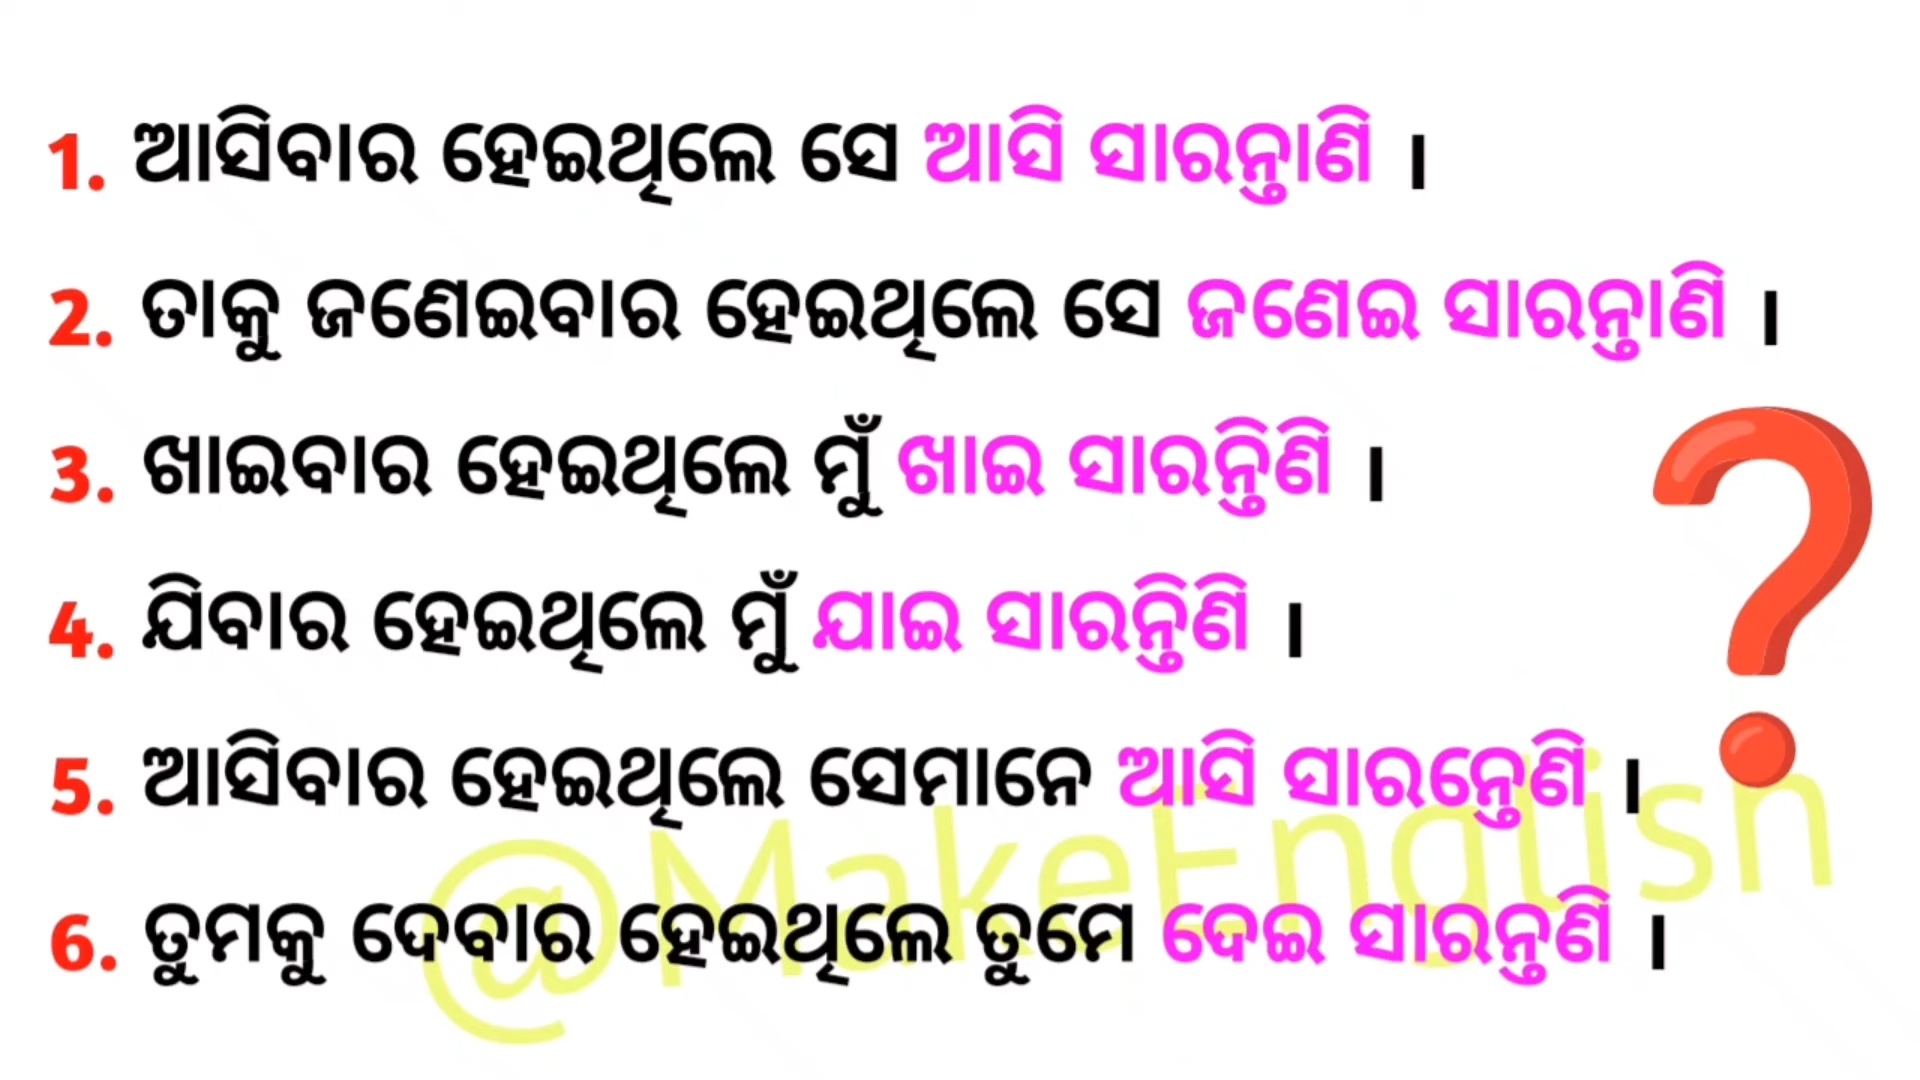 1. ଆସିବାର ହେଇଥିଲେ ସେ ଆସି ସାରନ୍ତାଣି ।
2. ତାକୁ ଜଣେଇବାର ହେଇଥିଲେ ସେ ଜଣେଇ ସାରନ୍ତାଣି ।
3. ଖାଇବାର ହେଇଥିଲେ ମୁଁ ଖାଇ ସାରନ୍ତିଣି ।
4. ଯିବାର ହେଇଥିଲେ ମୁଁ ଯାଇ ସାରନ୍ତିଣି ।
5. ଆସିବାର ହେଇଥିଲେ ସେମାନେ ଆସି ସାରନ୍ତେଣି ।
6. ତୁମକୁ ଦେବାର ହେଇଥିଲେ ତୁମେ ଦେଇ ସାରନ୍ତଣି ।
@MakeEnglish